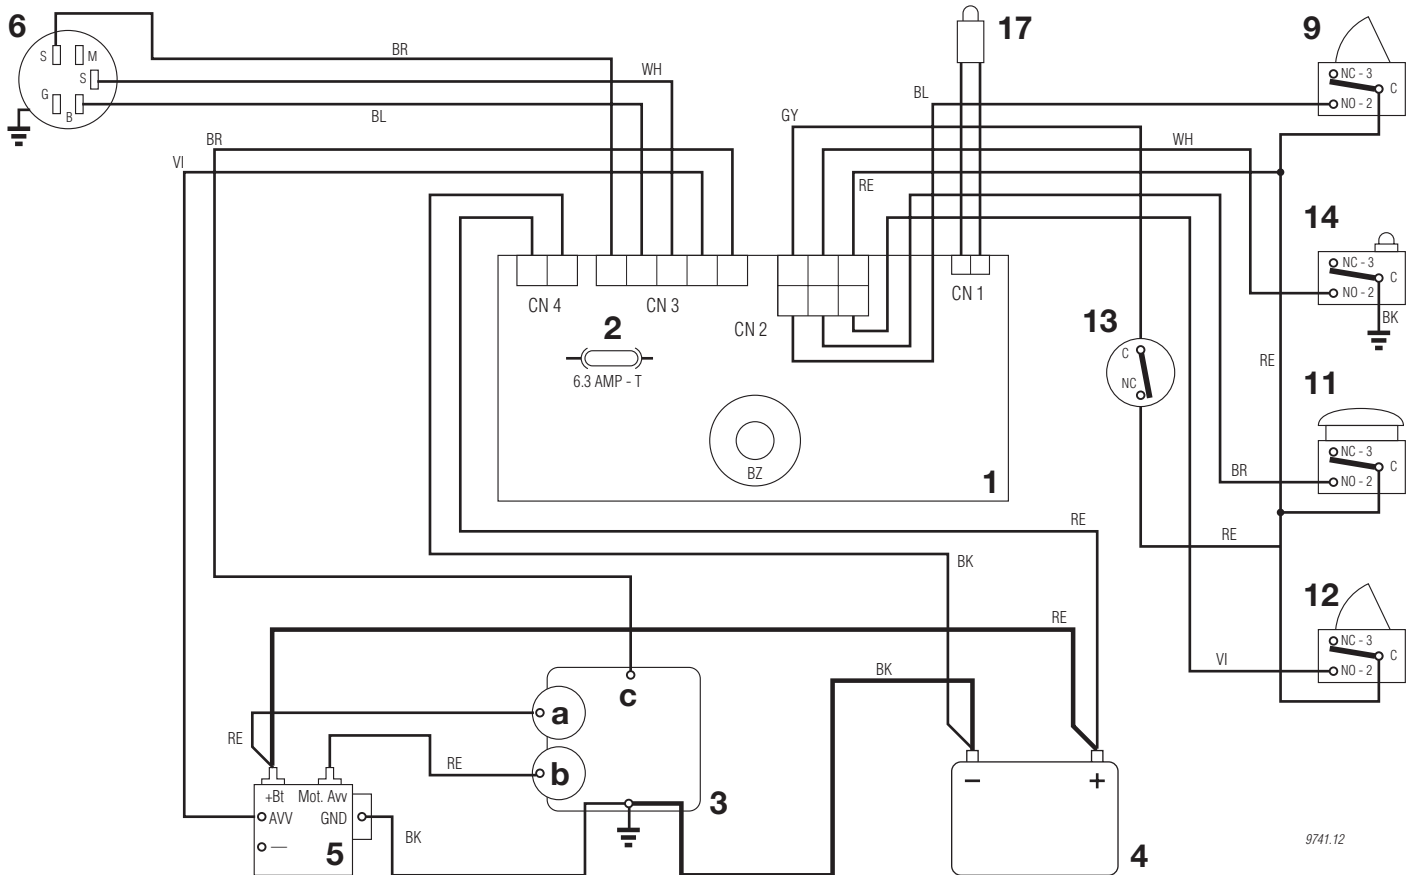 6
17
9
S
M
S
G
B
BR
WH
BL
BL
GY
NC - 3
C
NO - 2
BR
VI
WH
RE
14
NC - 3
C
NO - 2
BK
CN 4
CN 3
CN 2
CN 1
2
6.3 AMP - T
13
C
NC
RE
11
NC - 3
C
NO - 2
BR
BZ
1
RE
RE
BK
12
NC - 3
C
NO - 2
VI
RE
BK
c
a
b
RE
RE
3
+Bt
Mot. Avv
AVV
GND
—
5
BK
−
+
4
9741.12